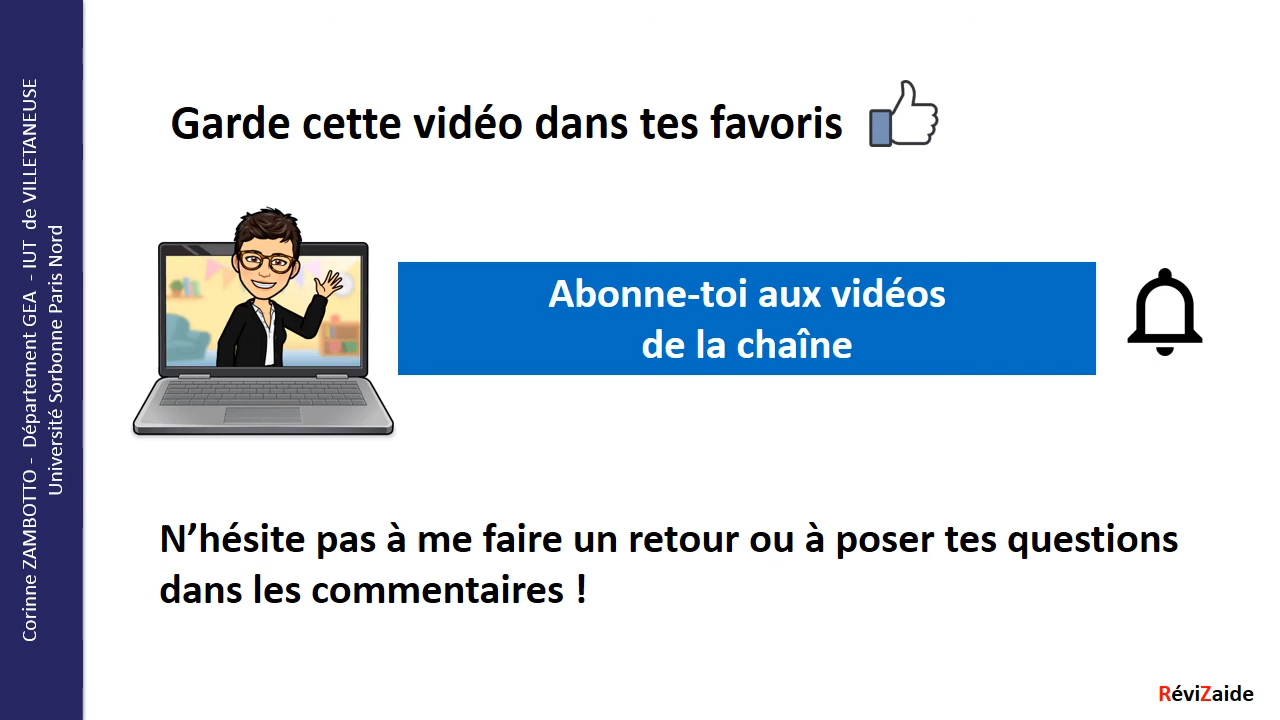 Corinne ZAMBOTTO - Département GEA - IUT de VILLETANEUSE
Université Sorbonne Paris Nord
Garde cette vidéo dans tes favoris
Abonne-toi aux vidéos
de la chaîne
N’hésite pas à me faire un retour ou à poser tes questions
dans les commentaires !
RéviZaide